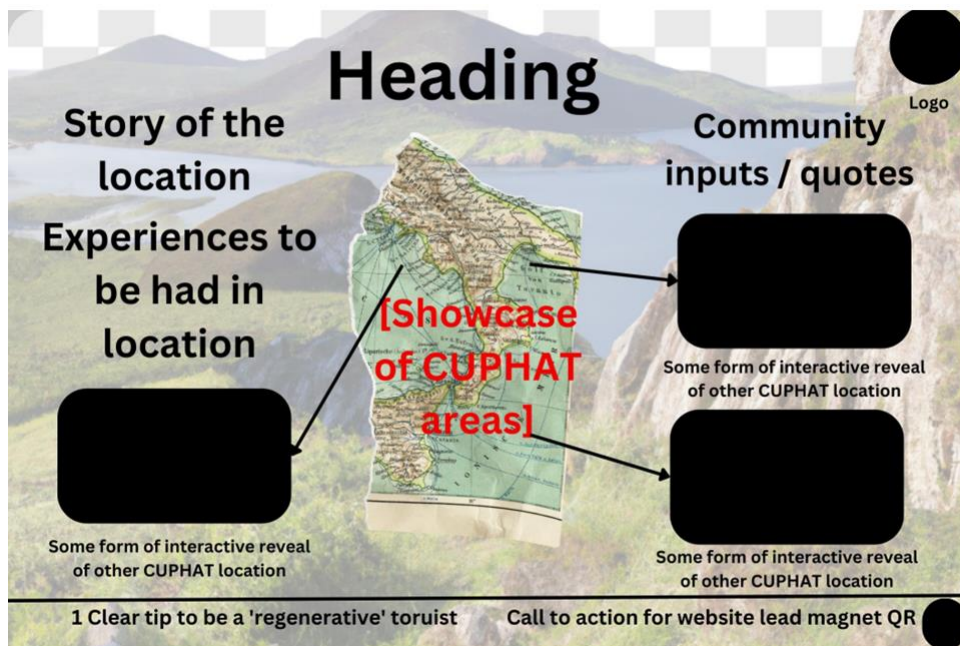 Heading
Logo
Story of the
location
Experiences to
be had in
location
Some form of interactive reveal
of other CUPHAT location
[Showcase
of CUPHAT
areas]
Community
inputs / quotes
Some form of interactive reveal
of other CUPHAT location
Some form of interactive reveal
of other CUPHAT location
1 Clear tip to be a 'regenerative' toruist
Call to action for website lead magnet QR